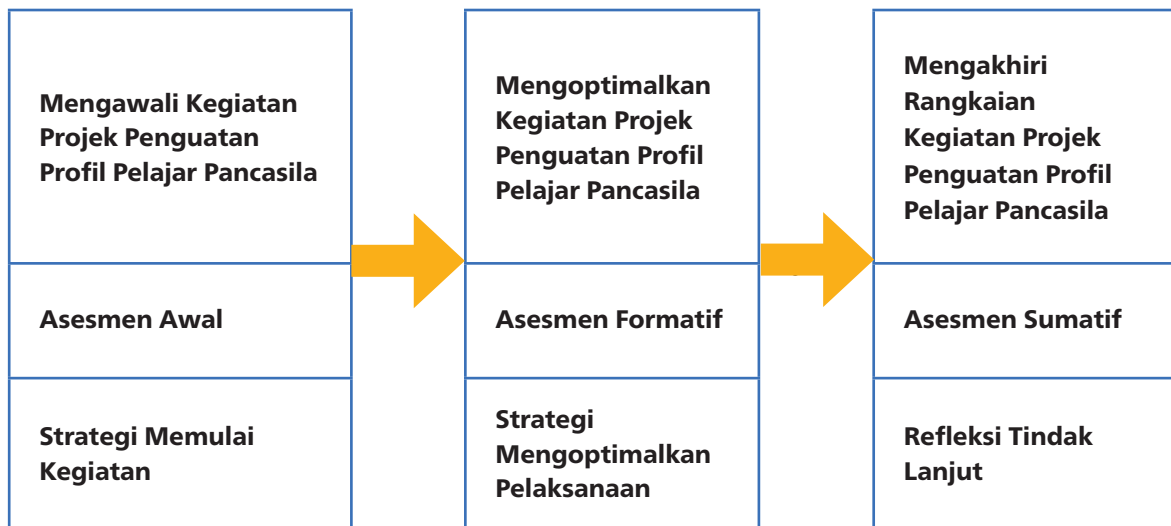 Mengawali Kegiatan
Projek Penguatan
Profil Pelajar Pancasila
Asesmen Awal
Strategi Memulai
Kegiatan
Mengoptimalkan
Kegiatan Projek
Penguatan Profil
Pelajar Pancasila
Asesmen Formatif
Strategi
Mengoptimalkan
Pelaksanaan
Mengakhiri
Rangkaian
Kegiatan Projek
Penguatan Profil
Pelajar Pancasila
Asesmen Sumatif
Refleksi Tindak
Lanjut